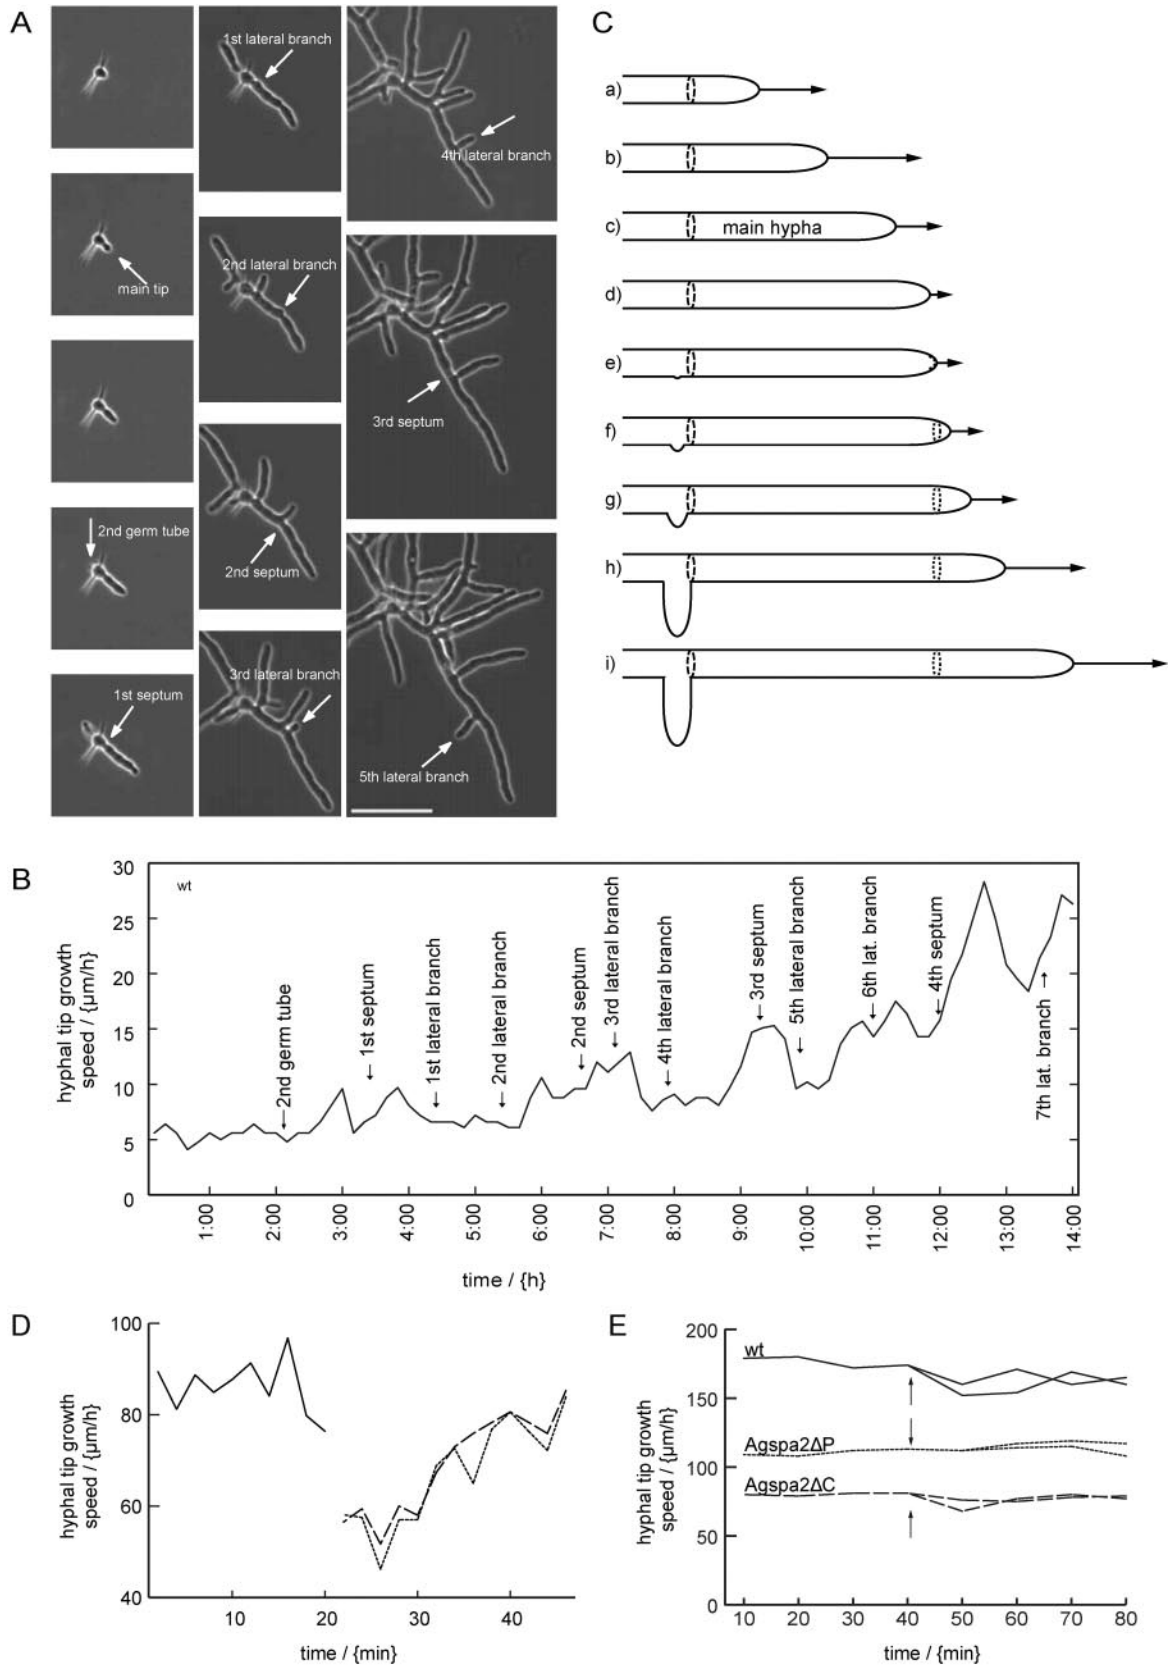 A
1st lateral branch
4th lateral branch
main tip
2nd lateral branch
3rd septum
2nd germ tube
2nd septum
1st septum
3rd lateral branch
5th lateral branch
C
a)
b)
c) main hypha
d)
e)
f)
g)
h)
i)
B
wt
hyphal tip growth
speed / {µm/h}
30
25
20
15
10
5
0
2nd germ tube
1st septum
1st lateral branch
2nd lateral branch
2nd septum
3rd lateral branch
4th lateral branch
3rd septum
5th lateral branch
6th lat. branch
4th septum
7th lat. branch
1:00 2:00 3:00 4:00 5:00 6:00 7:00 8:00 9:00 10:00 11:00 12:00 13:00 14:00
time / {h}
D
hyphal tip growth
speed / {µm/h}
100
80
60
40
10 20 30 40
time / {min}
E
hyphal tip growth
speed / {µm/h}
200
150
100
50
0
wt
Agspa2ΔP
Agspa2ΔC
10 20 30 40 50 60 70 80
time / {min}